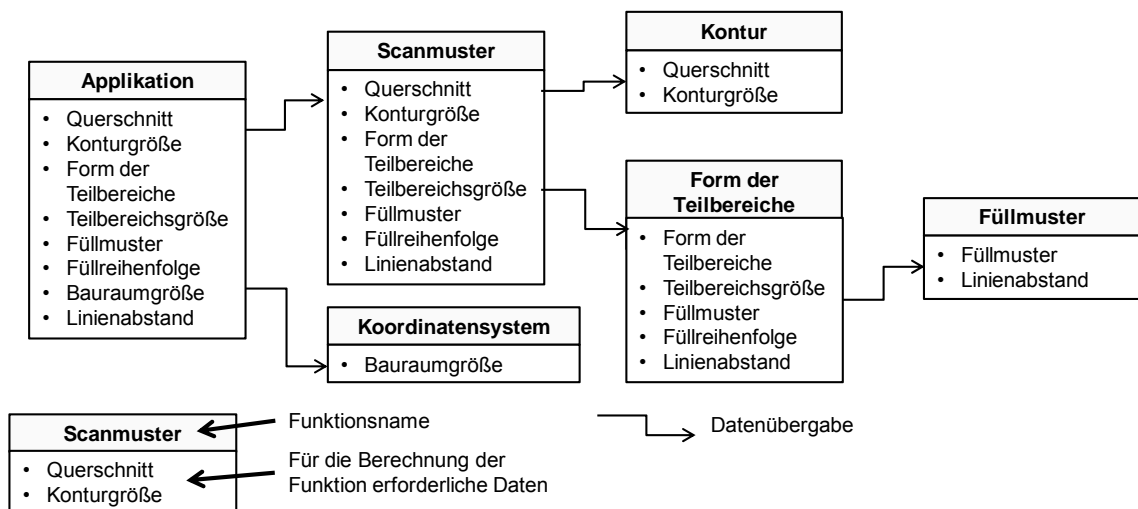 Applikation
• Querschnitt
• Konturgröße
• Form der
Teilbereiche
• Teilbereichsgröße
• Füllmuster
• Füllreihenfolge
• Bauraumgröße
• Linienabstand
Scanmuster
• Querschnitt
• Konturgröße
• Form der
Teilbereiche
• Teilbereichsgröße
• Füllmuster
• Füllreihenfolge
• Linienabstand
Koordinatensystem
• Bauraumgröße
Kontur
• Querschnitt
• Konturgröße
Form der
Teilbereiche
• Form der
Teilbereiche
• Teilbereichsgröße
• Füllmuster
• Füllreihenfolge
• Linienabstand
Füllmuster
• Füllmuster
• Linienabstand
Scanmuster
• Querschnitt
• Konturgröße
Funktionsname
Für die Berechnung der
Funktion erforderliche Daten
Datenübergabe